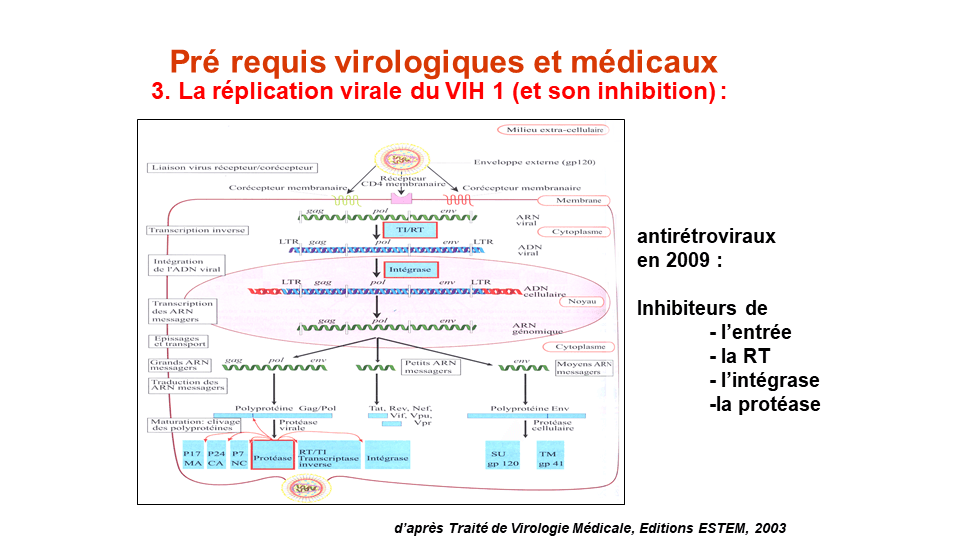 Pré requis virologiques et médicaux
3. La réplication virale du VIH 1 (et son inhibition) :
Milieu extra-cellulaire
Liaison virus récepteur/corécepteur
Enveloppe externe (gp120)
Récepteur
CD4 membranaire
Corécepteur membranaire
Corécepteur membranaire
Membrane
gag pol env
ARN
viral
Transcription inverse
TI/RT
Cytoplasme
LTR gag pol env LTR
ADN
viral
Intégration
de l'ADN viral
Intégrase
LTR gag pol env LTR
ADN
cellulaire
Noyau
Transcription
des ARN
messagers
gag pol env
ARN
génomique
Epissages
et transport
Cytoplasme
Grands ARN
messagers
gag pol env
Petits ARN
messagers
env
Moyens ARN
messagers
Traduction des
ARN messagers
Polyprotéine Gag/Pol
Tat, Rev, Nef,
Vif, Vpu,
Vpr
Polyprotéine Env
Maturation: clivage
des polyprotéines
Protéase
virale
Protéase
cellulaire
P17
MA
P24
CA
P7
NC
Protéase
RT/TI
Transcriptase
inverse
Intégrase
SU
gp 120
TM
gp 41
antirétroviraux
en 2009 :
Inhibiteurs de
- l’entrée
- la RT
- l’intégrase
-la protéase
d’après Traité de Virologie Médicale, Editions ESTEM, 2003